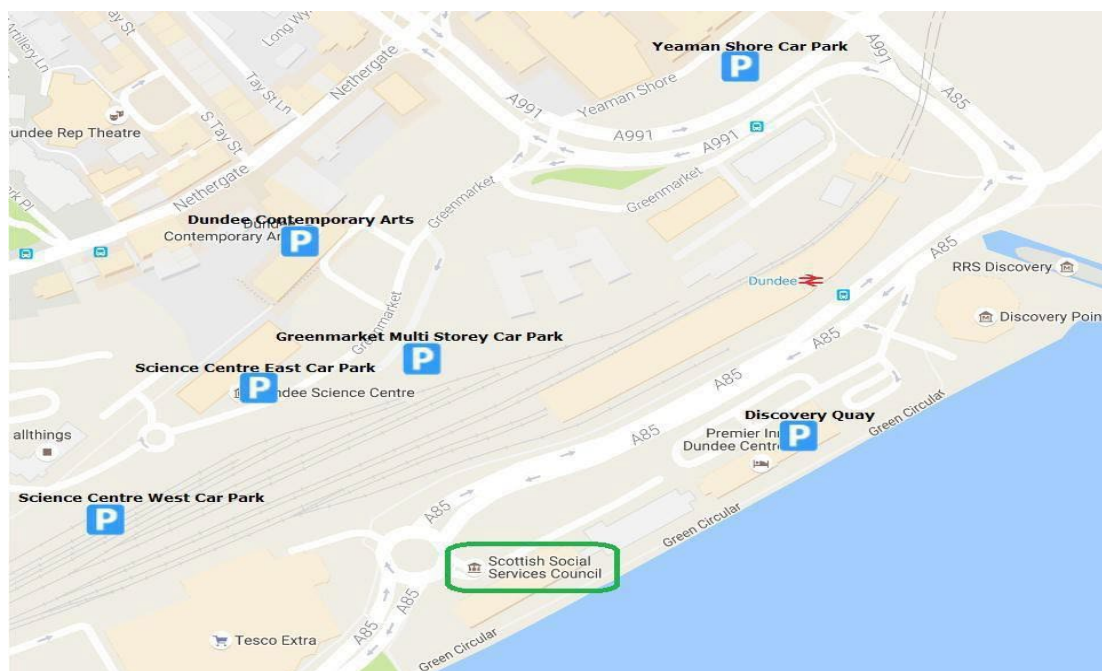 Artillery Ln
Tay St
Long Wy
Nethergate
Yeaman Shore Car Park
P
A991
A85
Tay St Ln
A991
Yeaman Shore
undee Rep Theatre
S Tay St
A991
A991
Nethergate
Greenmarket
Greenmarket
Dundee Contemporary Arts
Contemporary Ar
P
A85
RRS Discovery
Dundee
Greenmarket
Discovery Poin
Greenmarket Multi Storey Car Park
P
A85
Science Centre East Car Park
P
ndee Science Centre
A85
Green Circular
Discovery Quay
P
allthings
A85
Premier Inn
Dundee Centre
Science Centre West Car Park
P
A85
Green Circular
Scottish Social
Services Council
A85
A85
Tesco Extra
Green Circular